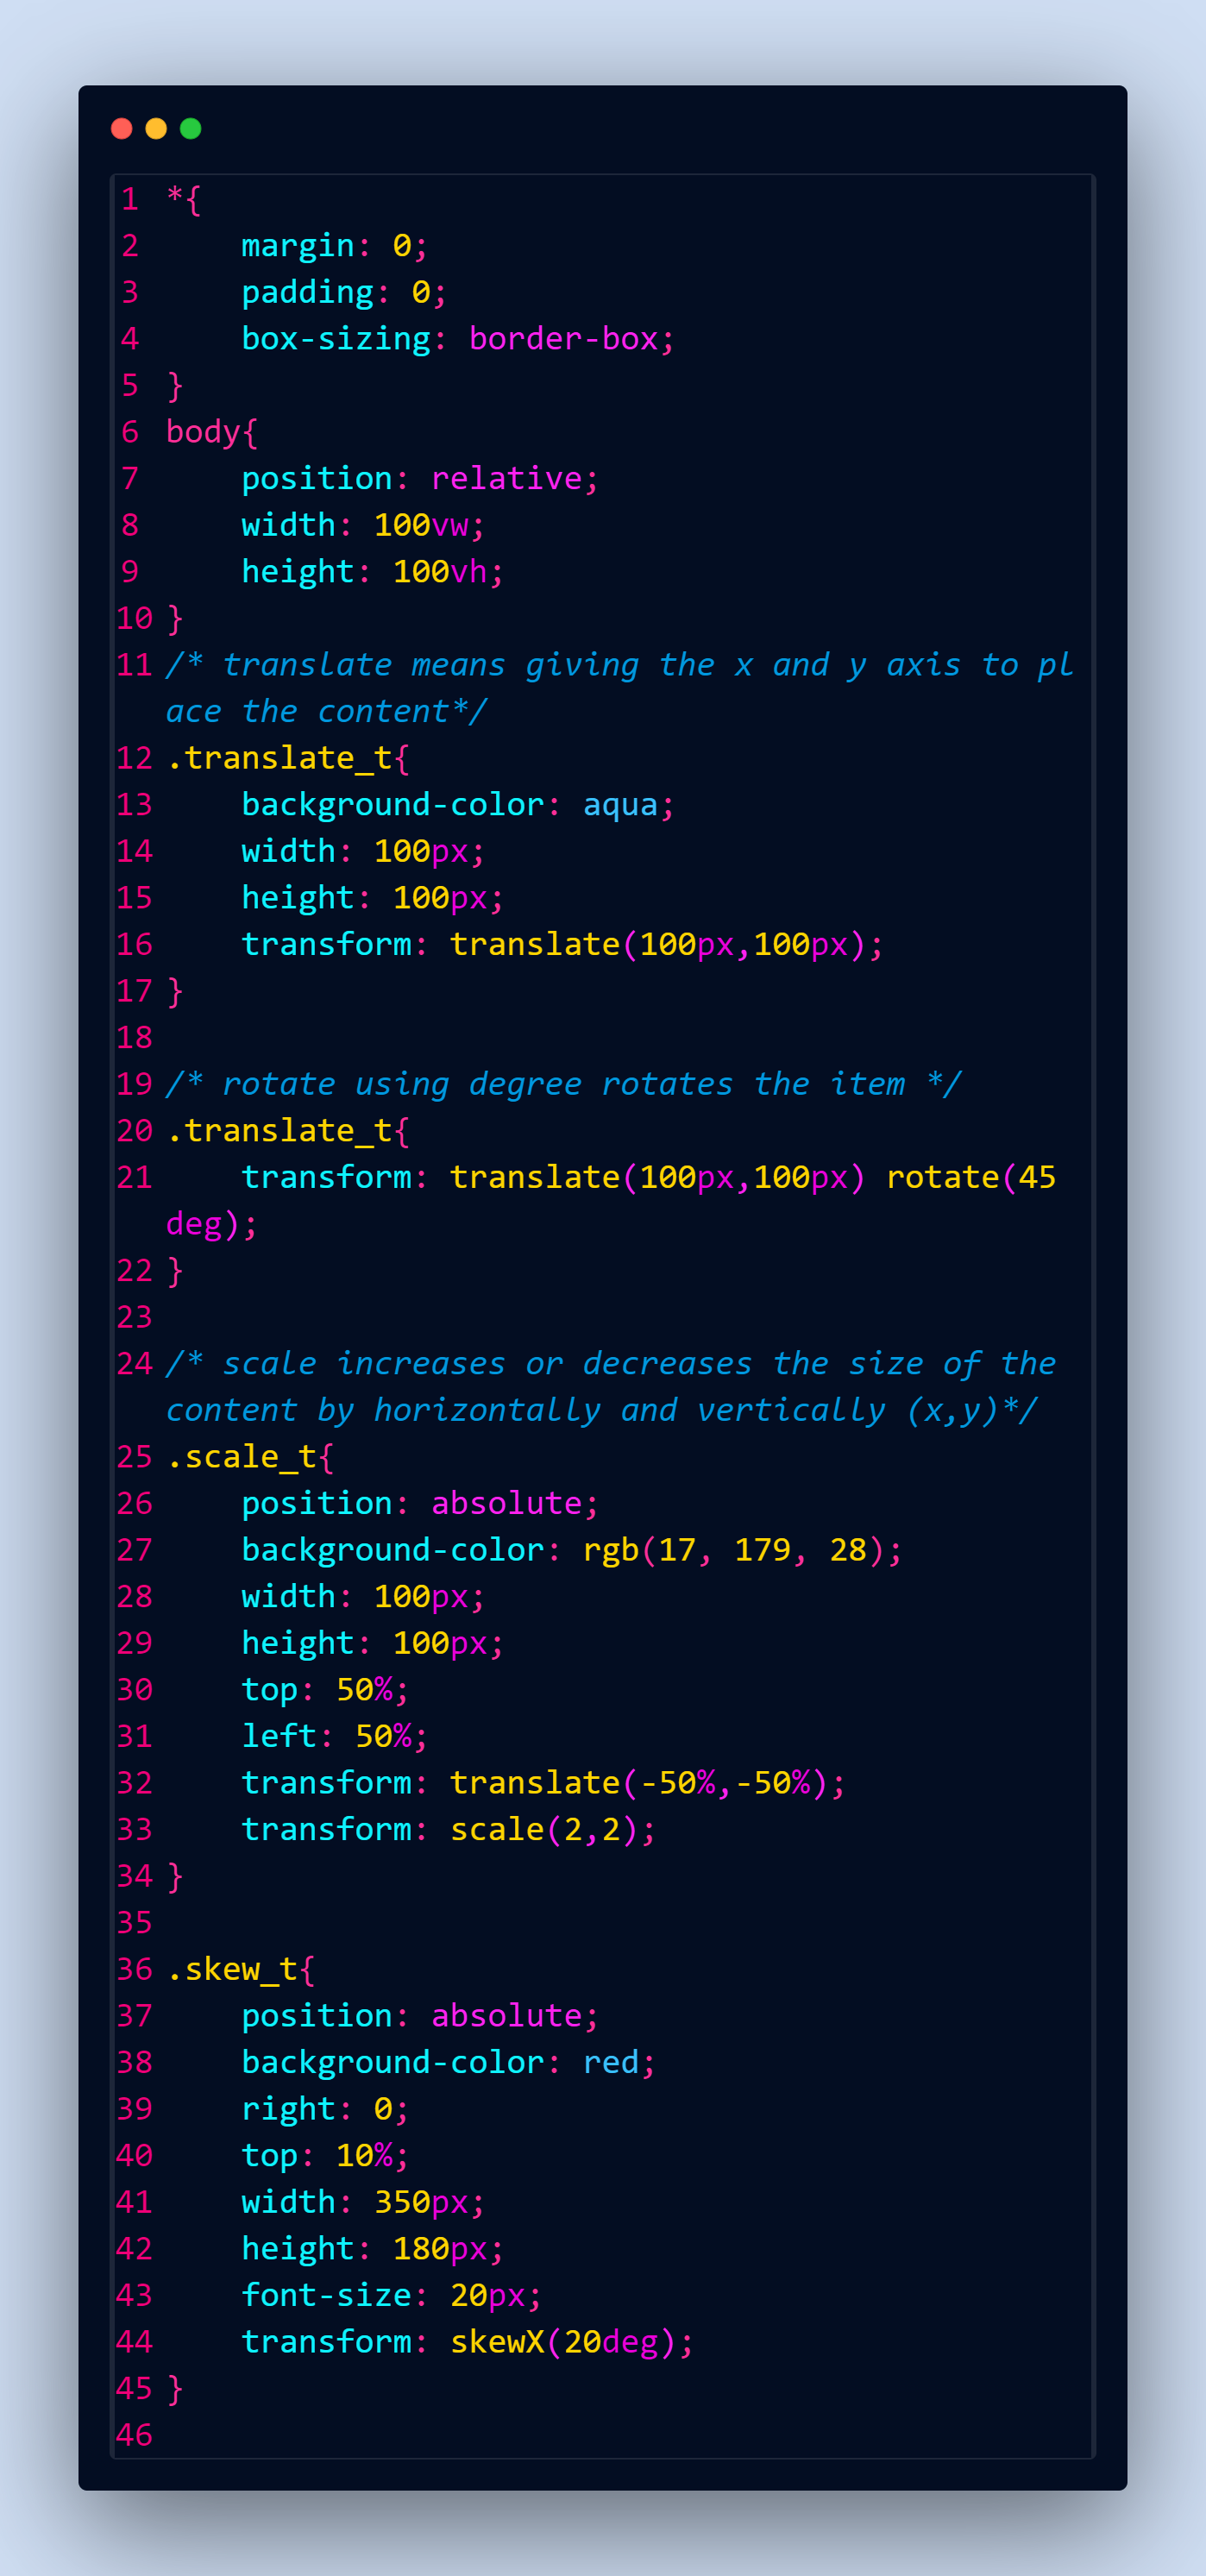 1 *{
2     margin: 0;
3     padding: 0;
4     box-sizing: border-box;
5 }
6 body{
7     position: relative;
8     width: 100vw;
9     height: 100vh;
10 }
11 /* translate means giving the x and y axis to pl
ace the content*/
12 .translate_t{
13     background-color: aqua;
14     width: 100px;
15     height: 100px;
16     transform: translate(100px,100px);
17 }
18
19 /* rotate using degree rotates the item */
20 .translate_t{
21     transform: translate(100px,100px) rotate(45
deg);
22 }
23
24 /* scale increases or decreases the size of the
content by horizontally and vertically (x,y)*/
25 .scale_t{
26     position: absolute;
27     background-color: rgb(17, 179, 28);
28     width: 100px;
29     height: 100px;
30     top: 50%;
31     left: 50%;
32     transform: translate(-50%,-50%);
33     transform: scale(2,2);
34 }
35
36 .skew_t{
37     position: absolute;
38     background-color: red;
39     right: 0;
40     top: 10%;
41     width: 350px;
42     height: 180px;
43     font-size: 20px;
44     transform: skewX(20deg);
45 }
46